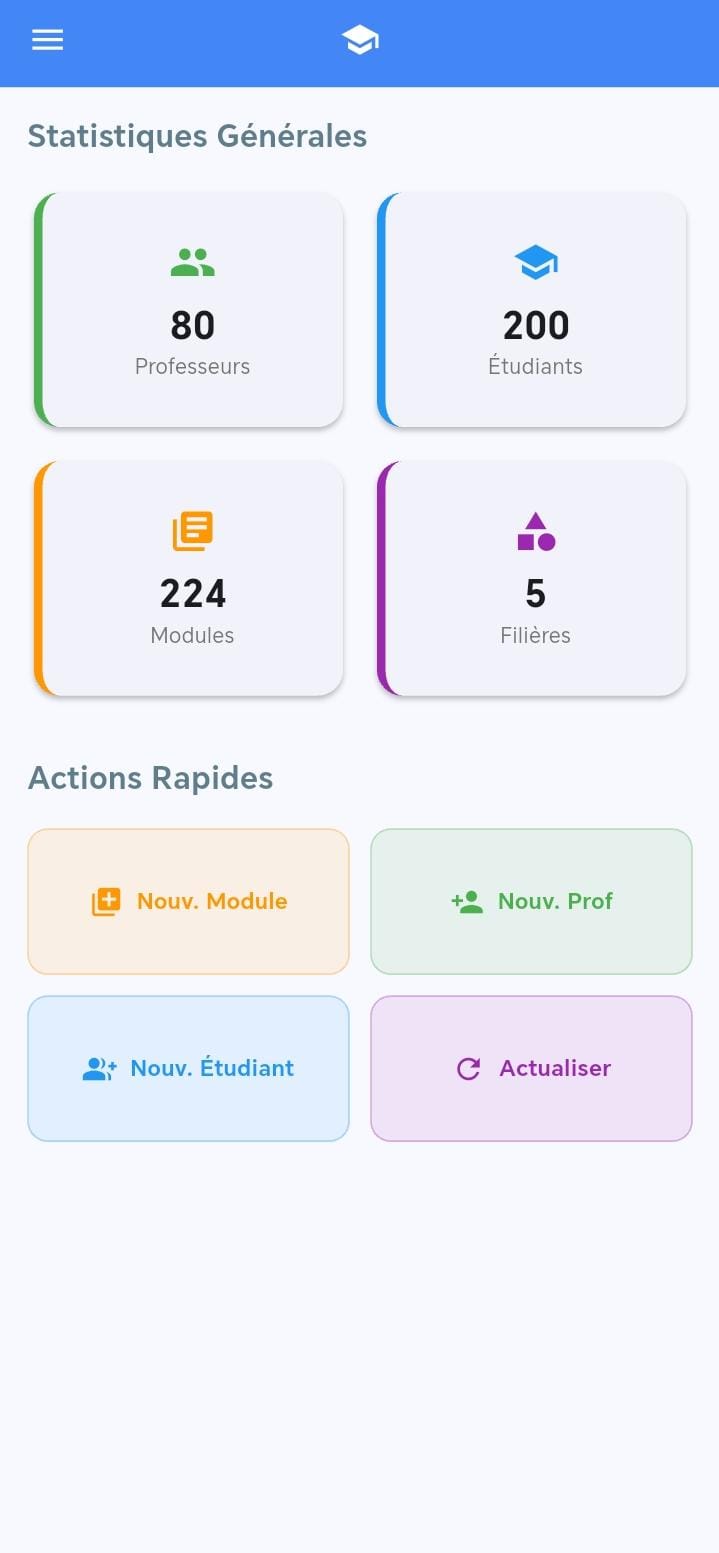 Statistiques Générales
80
Professeurs
200
Étudiants
224
Modules
5
Filières
Actions Rapides
Nouv. Module
Nouv. Prof
Nouv. Étudiant
Actualiser